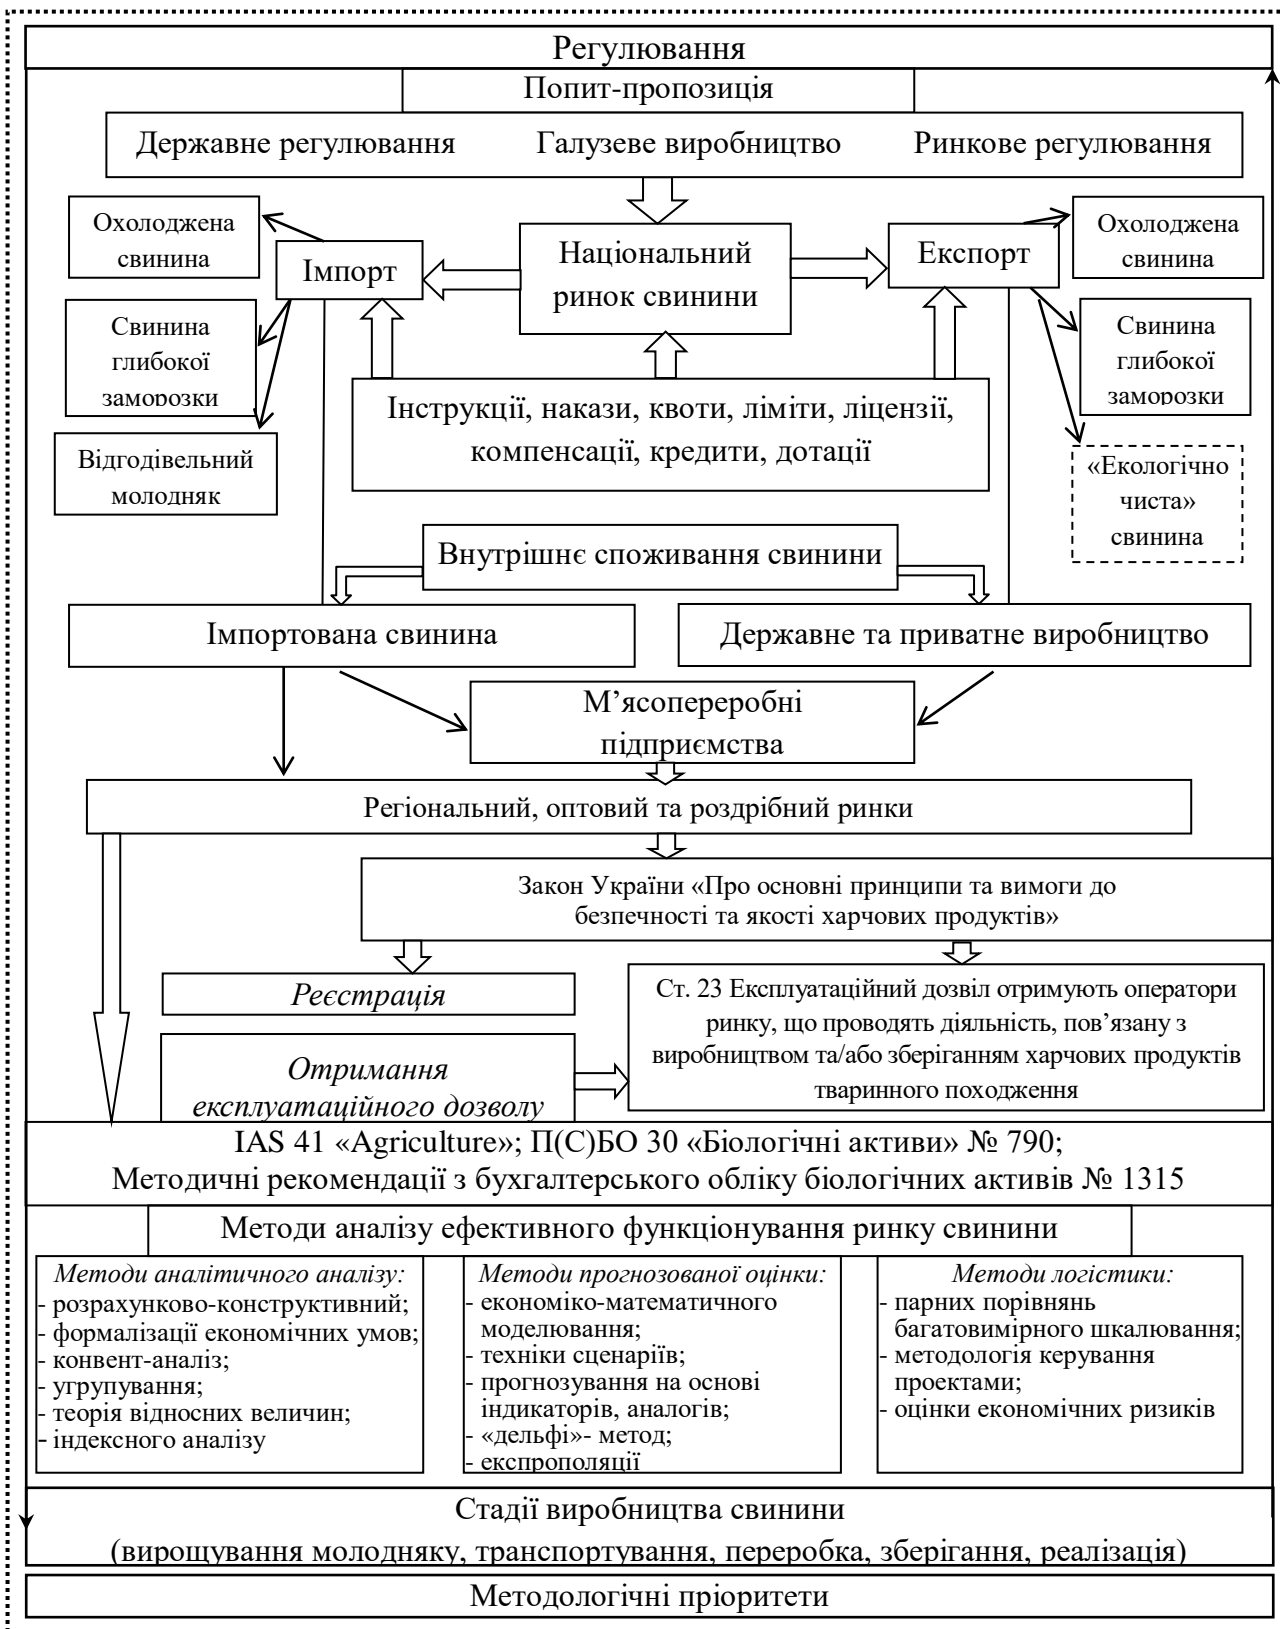 Регулювання
Попит-пропозиція
Державне регулювання Галузеве виробництво Ринкове регулювання
Охолоджена
свинина
Імпорт
Національний
ринок свинини
Експорт
Охолоджена
свинина
Свинина
глибокої
заморозки
Свинина
глибокої
заморозки
Інструкції, накази, квоти, ліміти, ліцензії,
компенсації, кредити, дотації
Відгодівельний
молодняк
«Екологічно
чиста»
свинина
Внутрішнє споживання свинини
Імпортована свинина
Державне та приватне виробництво
М’ясопереробні
підприємства
Регіональний, оптовий та роздрібний ринки
Закон України «Про основні принципи та вимоги до
безпечності та якості харчових продуктів»
Реєстрація
Ст. 23 Експлуатаційний дозвіл отримують оператори
ринку, що проводять діяльність, пов’язану з
виробництвом та/або зберіганням харчових продуктів
тваринного походження
Отримання
експлуатаційного дозволу
IAS 41 «Agriculture»; П(С)БО 30 «Біологічні активи» № 790;
Методичні рекомендації з бухгалтерського обліку біологічних активів № 1315
Методи аналізу ефективного функціонування ринку свинини
Методи аналітичного аналізу:
- розрахунково-конструктивний;
- формалізації економічних умов;
- конвент-аналіз;
- угрупування;
- теорія відносних величин;
- індексного аналізу
Методи прогнозованої оцінки:
- економіко-математичного
моделювання;
- техніки сценаріїв;
- прогнозування на основі
індикаторів, аналогів;
- «дельфі»- метод;
- експрополяції
Методи логістики:
- парних порівнянь
багатовимірного шкалювання;
- методологія керування
проектами;
- оцінки економічних ризиків
Стадії виробництва свинини
(вирощування молодняку, транспортування, переробка, зберігання, реалізація)
Методологічні пріоритети